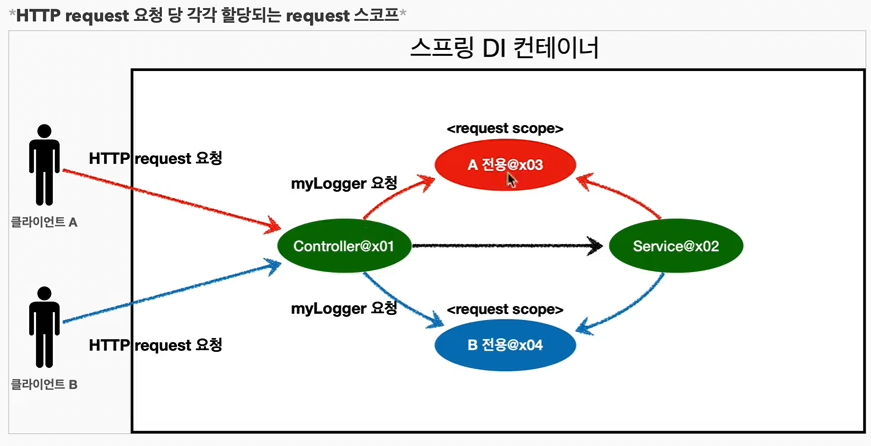 *HTTP request 요청 당 각각 할당되는 request 스코프*
스프링 DI 컨테이너
<request scope>
A 전용@x03
HTTP request 요청
myLogger 요청
클라이언트 A
Controller@x01
Service@x02
myLogger 요청
<request scope>
B 전용@x04
HTTP request 요청
클라이언트 B